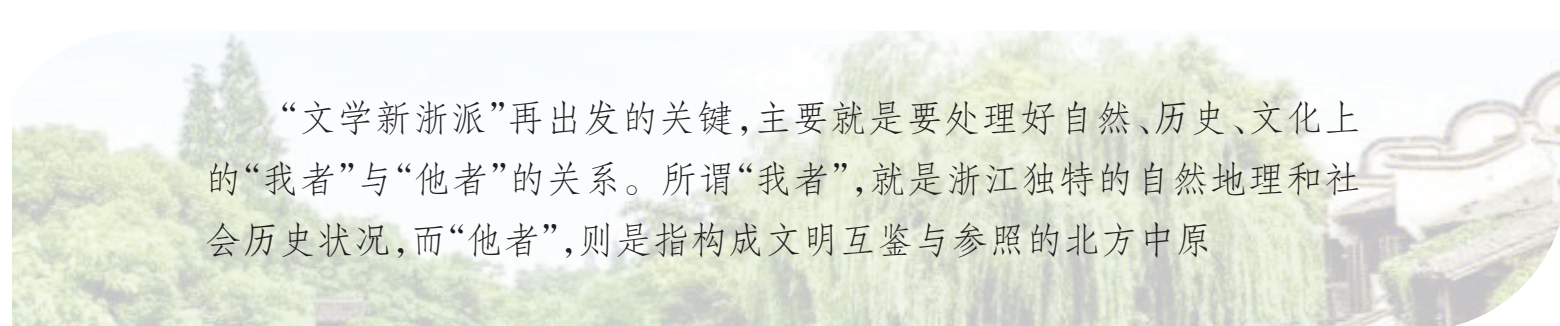 “文学新浙派”再出发的关键,主要就是要处理好自然、历史、文化上
的“我者”与“他者”的关系。所谓“我者”,就是浙江独特的自然地理和社
会历史状况,而“他者”,则是指构成文明互鉴与参照的北方中原